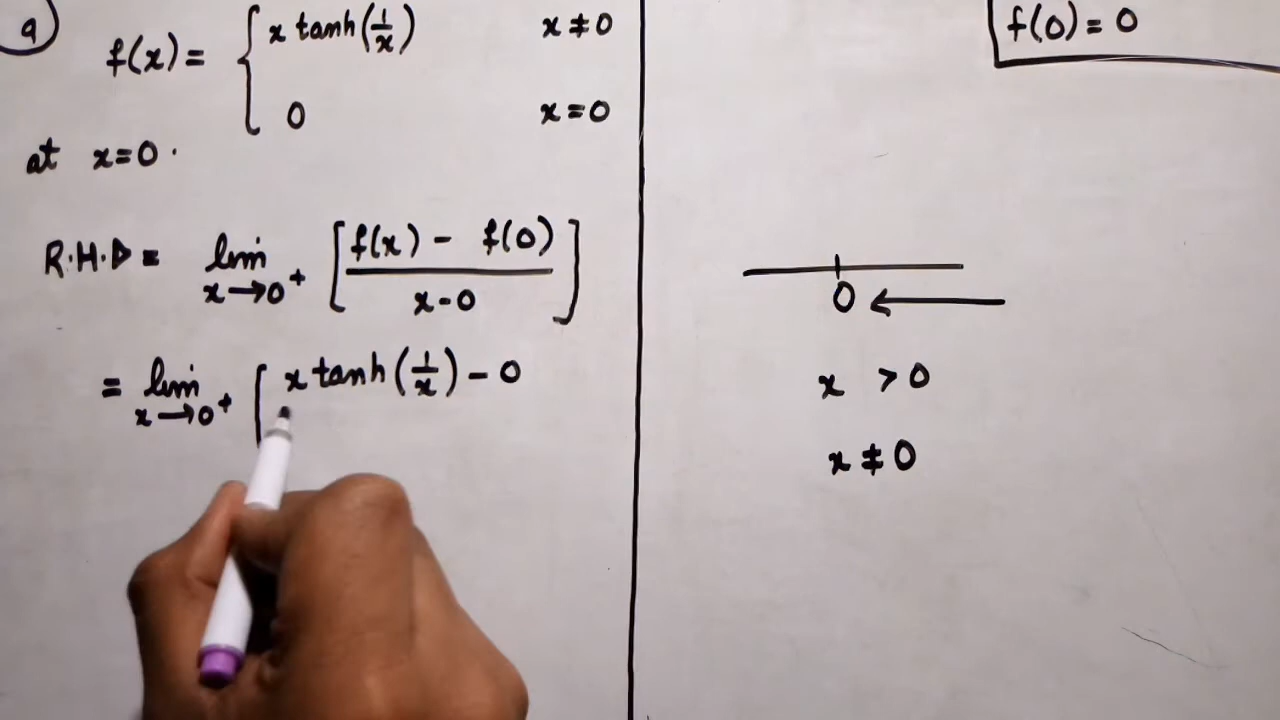 9)
f(x) = { x tanh(1/x)    x ≠ 0
0    x = 0
at x = 0 .
R.H.D = lim x→0⁺ [ (f(x) - f(0)) / (x - 0) ]
= lim x→0⁺ [ x tanh(1/x) - 0
f(0) = 0
0 ←
x > 0
x ≠ 0